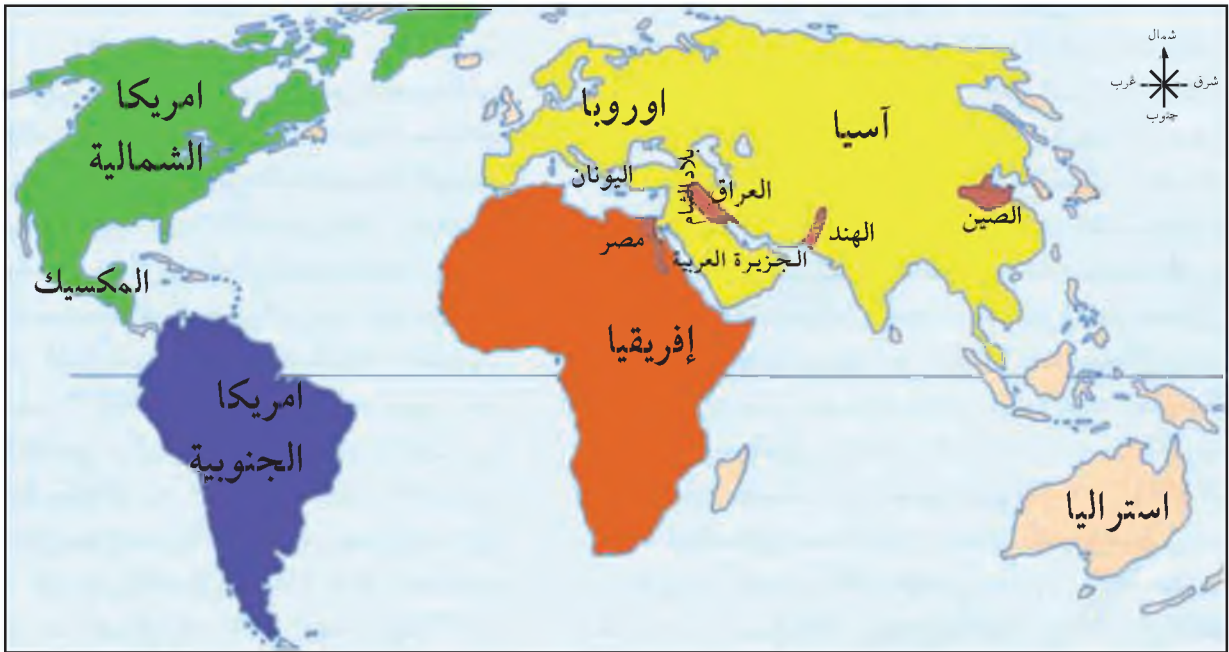 شمال
شرق
غرب
جنوب
آسيا
اوروبا
امريكا
الشمالية
بلاد الشام
العراق
اليونان
الصين
الهند
مصر
الجزيرة العربية
المكسيك
إفريقيا
امريكا
الجنوبية
استراليا